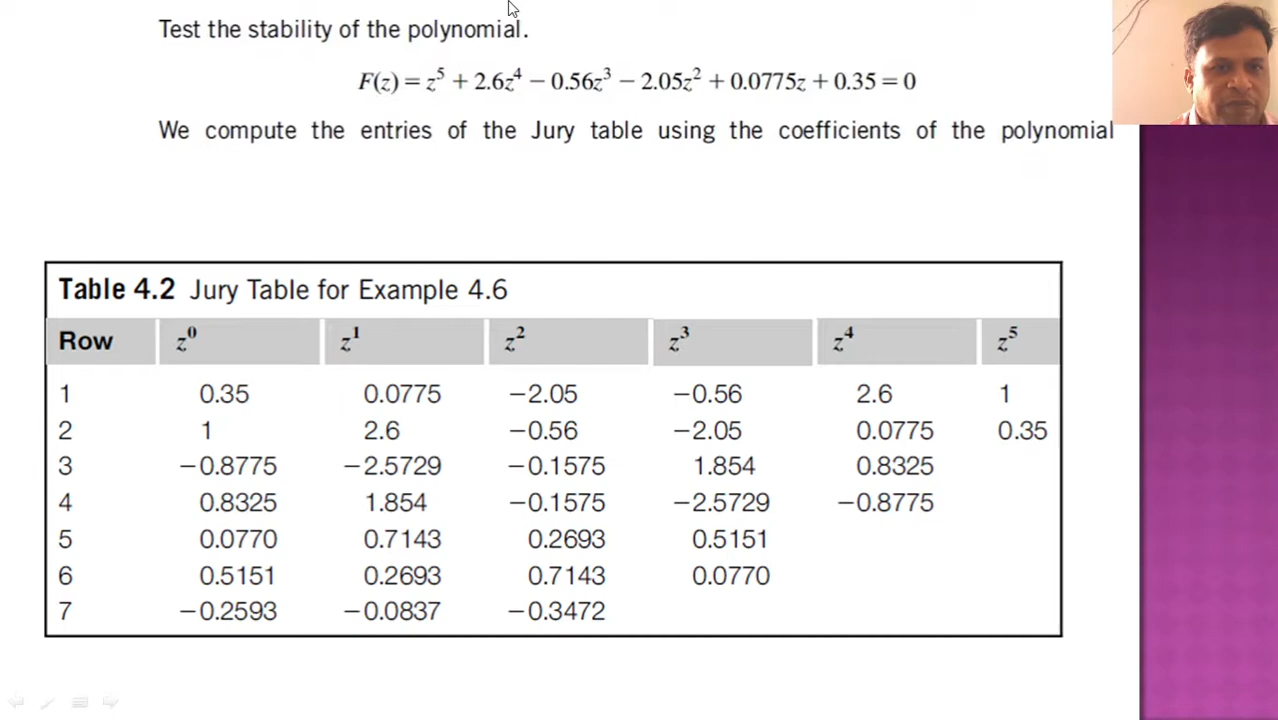 Test the stability of the polynomial.
F(z) = z⁵ + 2.6z⁴ − 0.56z³ − 2.05z² + 0.0775z + 0.35 = 0
We compute the entries of the Jury table using the coefficients of the polynomial
Table 4.2 Jury Table for Example 4.6
Row z⁰ z¹ z² z³ z⁴ z⁵
1 0.35 0.0775 −2.05 −0.56 2.6 1
2 1 2.6 −0.56 −2.05 0.0775 0.35
3 −0.8775 −2.5729 −0.1575 1.854 0.8325
4 0.8325 1.854 −0.1575 −2.5729 −0.8775
5 0.0770 0.7143 0.2693 0.5151
6 0.5151 0.2693 0.7143 0.0770
7 −0.2593 −0.0837 −0.3472